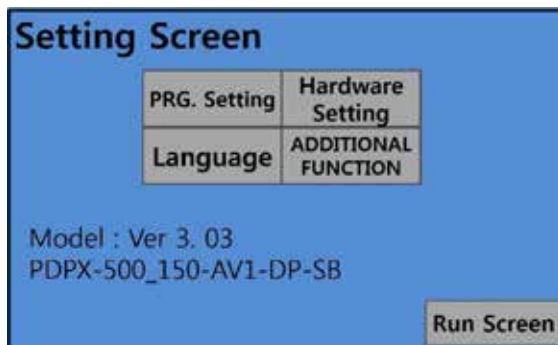 Setting Screen
PRG. Setting
Hardware
Setting
Language
ADDITIONAL
FUNCTION
Model : Ver 3. 03
PDPX-500_150-AV1-DP-SB
Run Screen